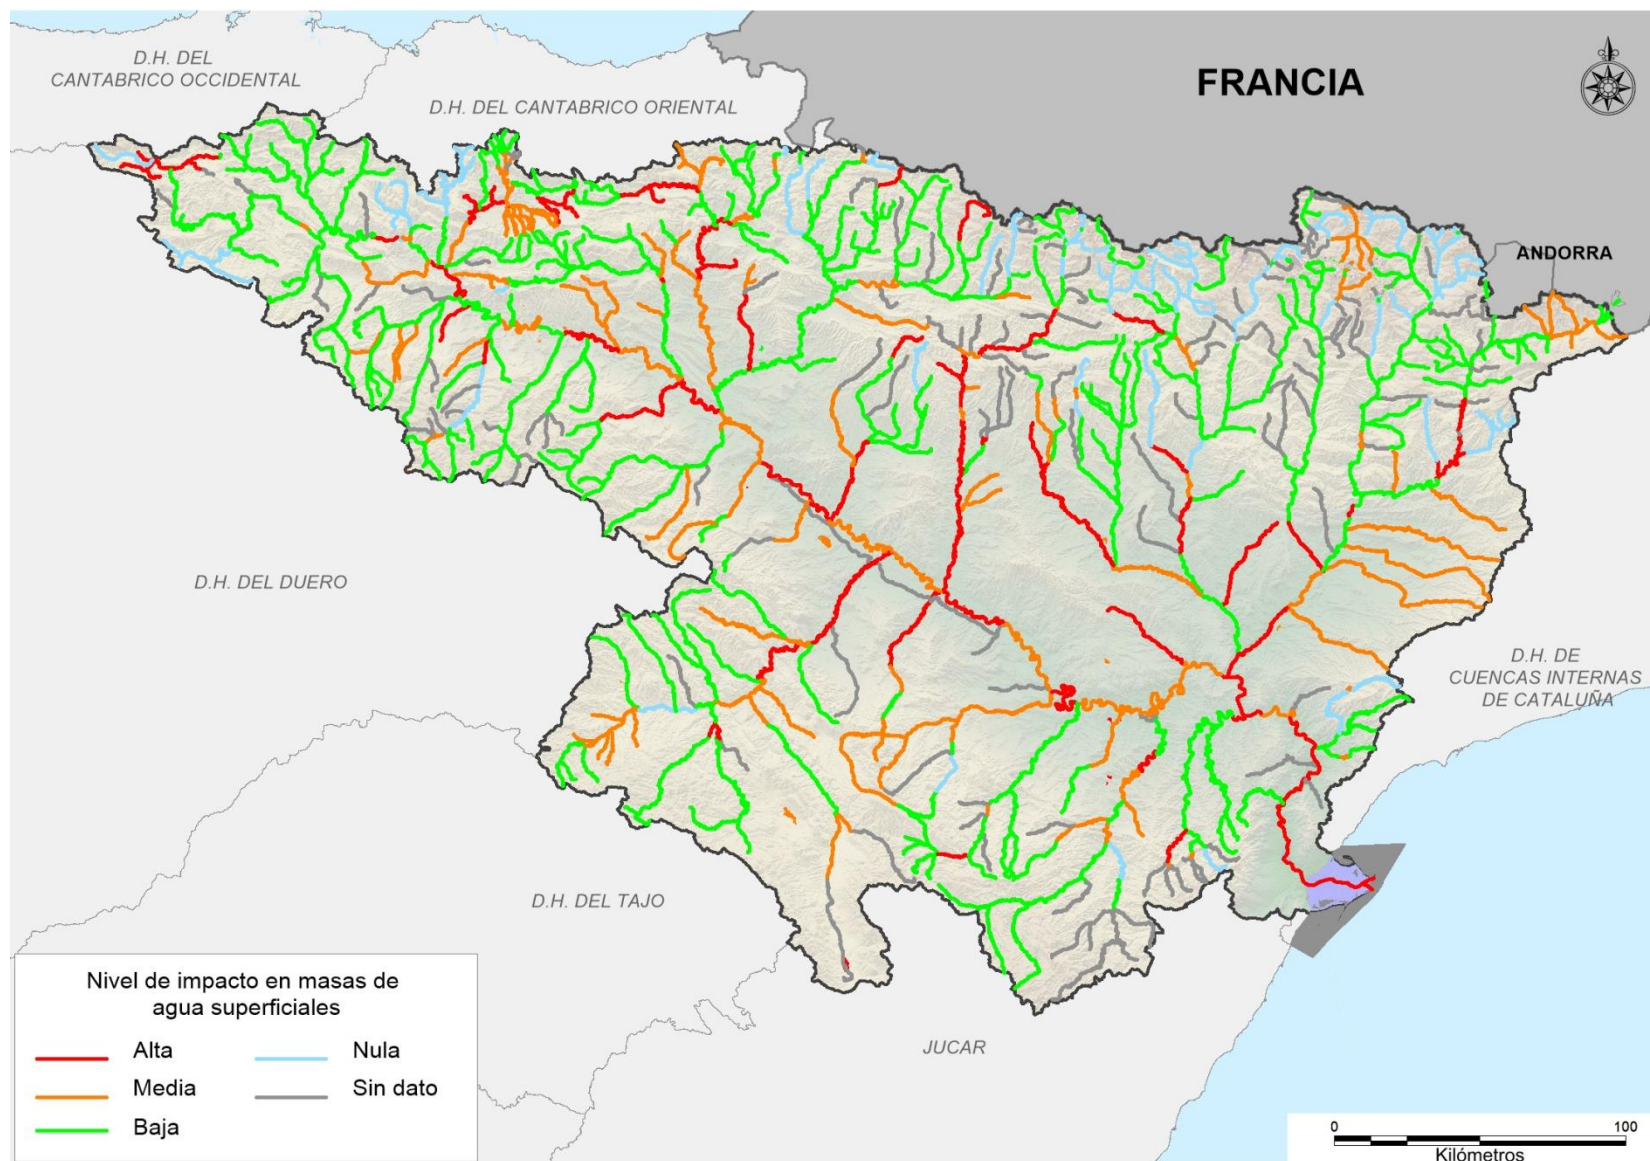 D.H. DEL
CANTABRICO OCCIDENTAL
D.H. DEL CANTABRICO ORIENTAL
FRANCIA
ANDORRA
D.H. DEL DUERO
D.H. DE
CUENCAS INTERNAS
DE CATALUÑA
D.H. DEL TAJO
JUCAR
Nivel de impacto en masas de
agua superficiales
Alta
Nula
Media
Sin dato
Baja
0 100
Kilómetros